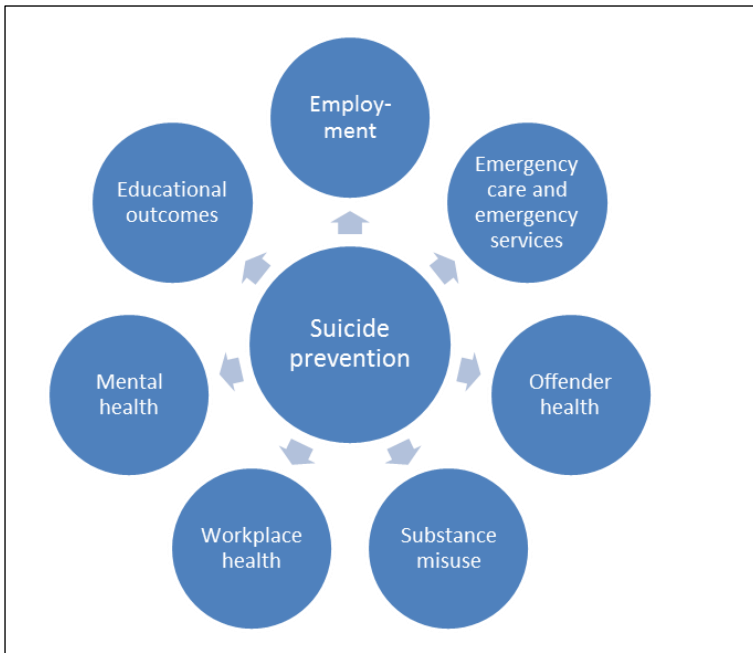 Employ-
ment
Emergency
care and
emergency
services
Educational
outcomes
Suicide
prevention
Mental
health
Offender
health
Workplace
health
Substance
misuse